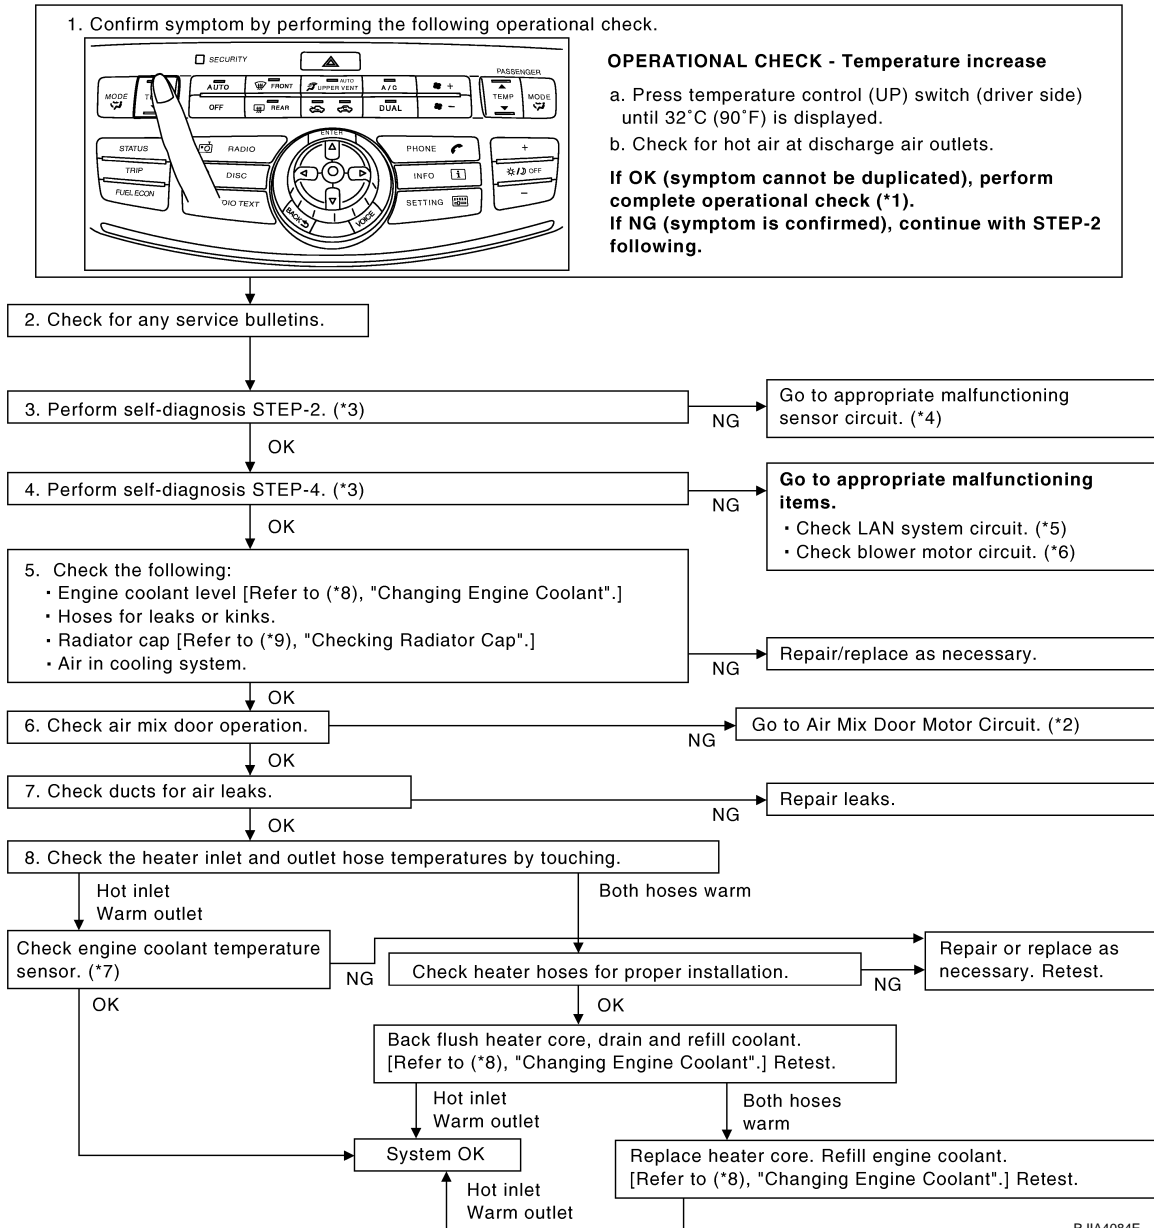 1. Confirm symptom by performing the following operational check.
SECURITY
PASSENGER
MODE
AUTO
FRONT
AUTO
UPPER VENT
A/C
+
TEMP
MODE
OFF
REAR
DUAL
−
STATUS
TRIP
FUEL ECON
RADIO
DISC
DIO TEXT
ENTER
BACK
VOICE
PHONE
INFO
i
SETTING
+
OFF
−
OPERATIONAL CHECK - Temperature increase
a. Press temperature control (UP) switch (driver side)
until 32˚C (90˚F) is displayed.
b. Check for hot air at discharge air outlets.
If OK (symptom cannot be duplicated), perform
complete operational check (*1).
If NG (symptom is confirmed), continue with STEP-2
following.
2. Check for any service bulletins.
3. Perform self-diagnosis STEP-2. (*3)
NG
Go to appropriate malfunctioning
sensor circuit. (*4)
OK
4. Perform self-diagnosis STEP-4. (*3)
NG
Go to appropriate malfunctioning
items.
· Check LAN system circuit. (*5)
· Check blower motor circuit. (*6)
OK
5. Check the following:
· Engine coolant level [Refer to (*8), "Changing Engine Coolant".]
· Hoses for leaks or kinks.
· Radiator cap [Refer to (*9), "Checking Radiator Cap".]
· Air in cooling system.
NG
Repair/replace as necessary.
OK
6. Check air mix door operation.
NG
Go to Air Mix Door Motor Circuit. (*2)
OK
7. Check ducts for air leaks.
NG
Repair leaks.
OK
8. Check the heater inlet and outlet hose temperatures by touching.
Hot inlet
Warm outlet
Both hoses warm
Check engine coolant temperature
sensor. (*7)
NG
Check heater hoses for proper installation.
NG
Repair or replace as
necessary. Retest.
OK
OK
Back flush heater core, drain and refill coolant.
[Refer to (*8), "Changing Engine Coolant".] Retest.
Hot inlet
Warm outlet
Both hoses
warm
System OK
Replace heater core. Refill engine coolant.
[Refer to (*8), "Changing Engine Coolant".] Retest.
Hot inlet
Warm outlet